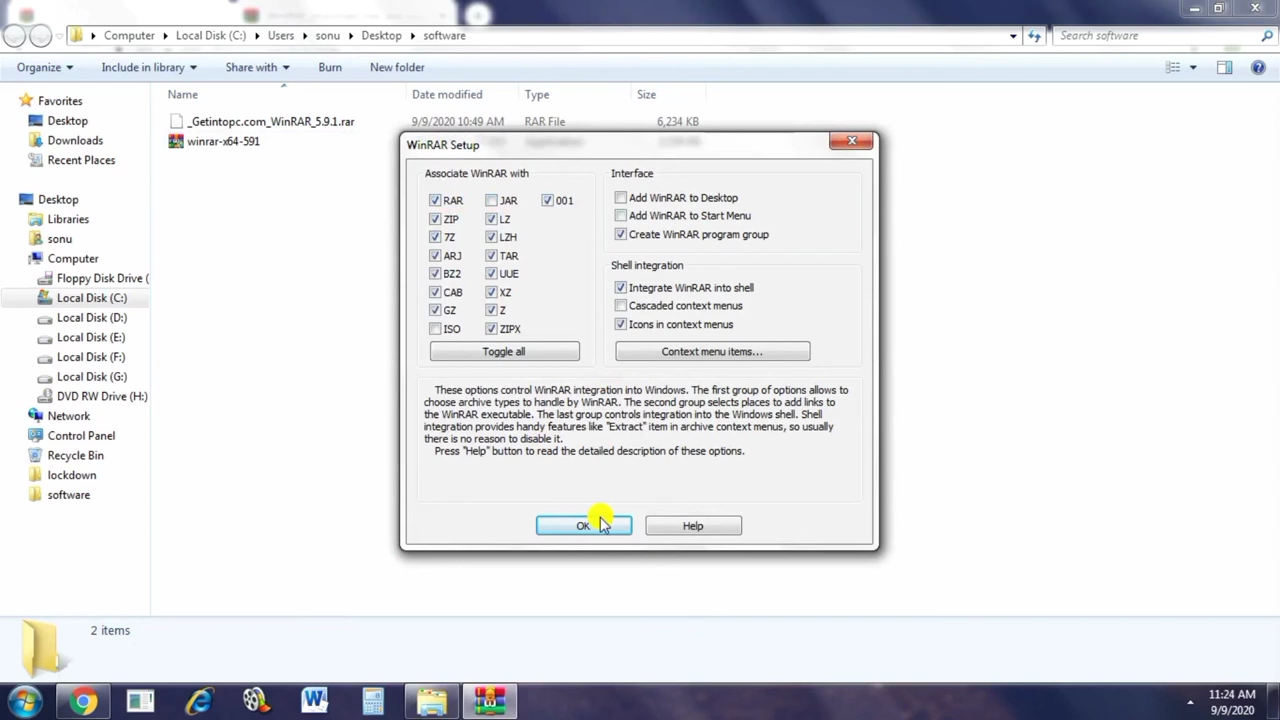 Computer Local Disk (C:) Users sonu Desktop software
Search software
Organize Include in library Share with Burn New folder
Name Date modified Type Size
_Getintopc.com_WinRAR_5.9.1.rar 9/9/2020 10:49 AM RAR File 6,234 KB
winrar-x64-591
Favorites
Desktop
Downloads
Recent Places
Desktop
Libraries
sonu
Computer
Floppy Disk Drive (
Local Disk (C:)
Local Disk (D:)
Local Disk (E:)
Local Disk (F:)
Local Disk (G:)
DVD RW Drive (H:)
Network
Control Panel
Recycle Bin
lockdown
software
WinRAR Setup
Associate WinRAR with
RAR JAR 001
ZIP LZ
7Z LZH
ARJ TAR
BZ2 UUE
CAB XZ
GZ Z
ISO ZIPX
Toggle all
Interface
Add WinRAR to Desktop
Add WinRAR to Start Menu
Create WinRAR program group
Shell integration
Integrate WinRAR into shell
Cascaded context menus
Icons in context menus
Context menu items...
These options control WinRAR integration into Windows. The first group of options allows to
choose archive types to handle by WinRAR. The second group selects places to add links to
the WinRAR executable. The last group controls integration into the Windows shell. Shell
integration provides handy features like "Extract" item in archive context menus, so usually
there is no reason to disable it.
Press "Help" button to read the detailed description of these options.
OK Help
2 items
11:24 AM
9/9/2020